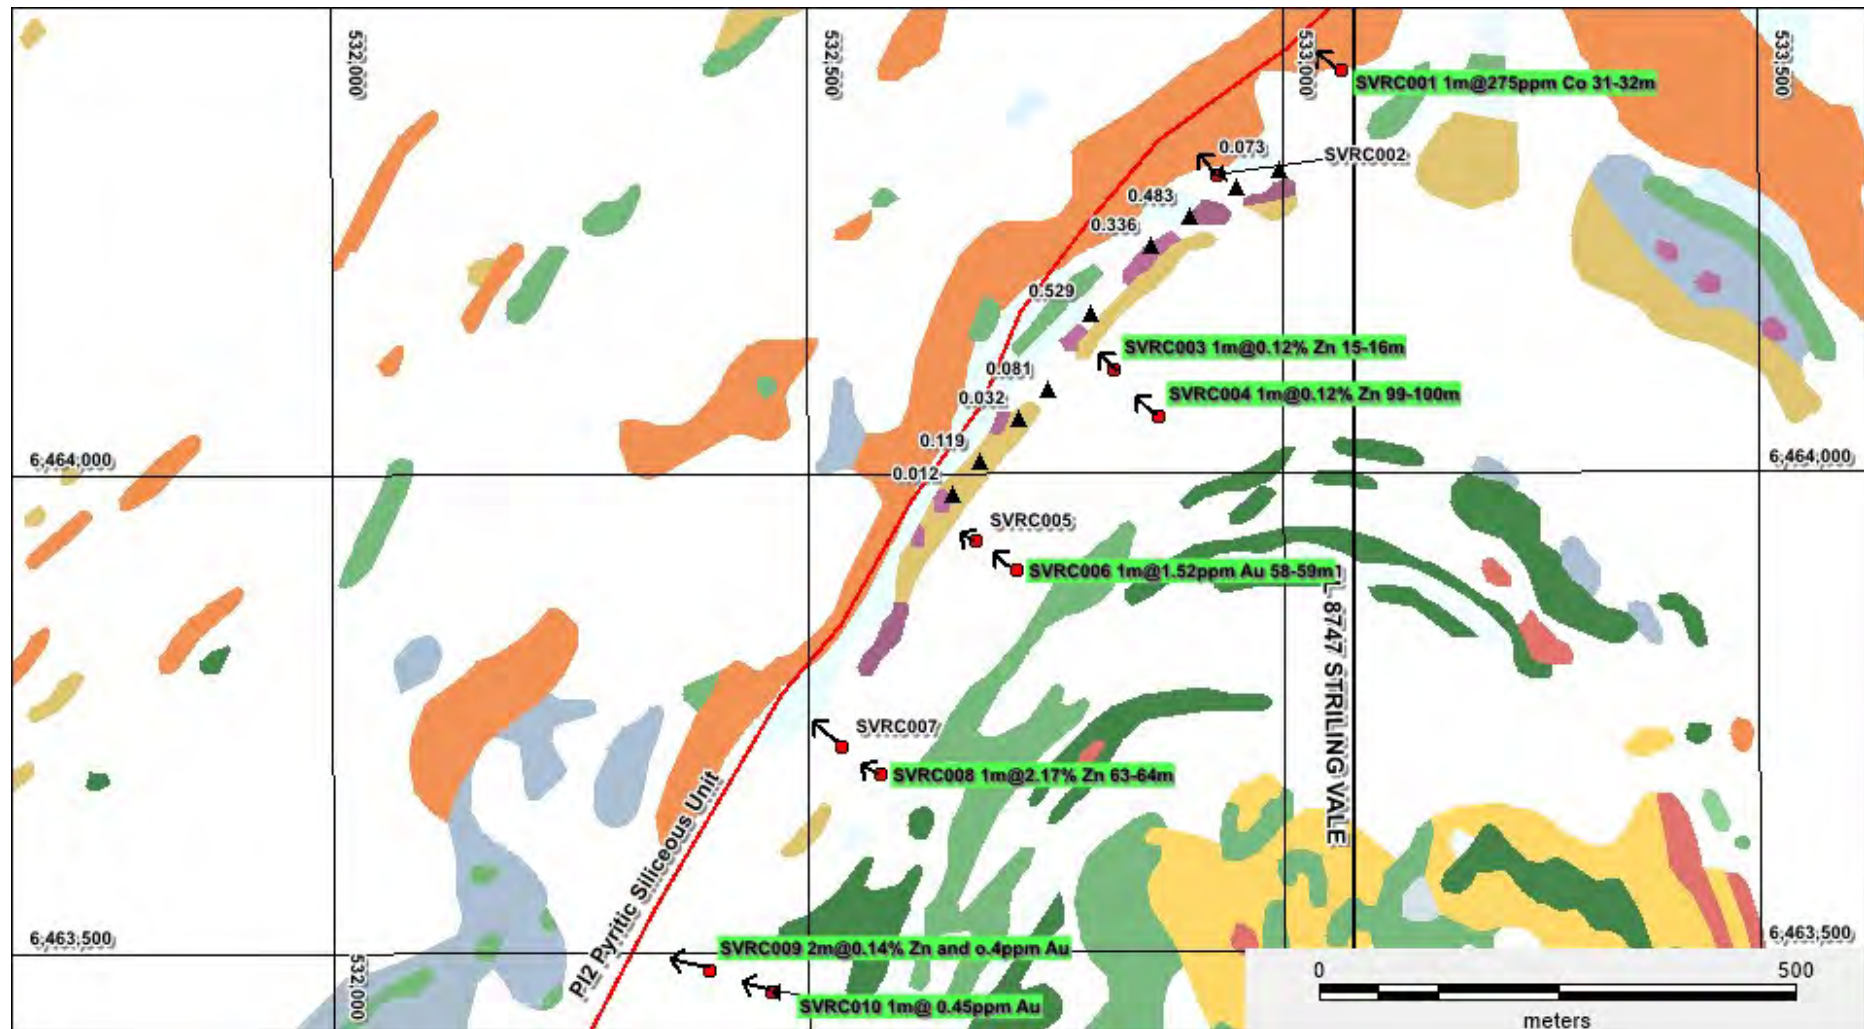 532,000
532,500
533,000
533,500
SVRC001 1m@275ppm Co 31-32m
0.073
SVRC002
0.483
0.336
0.529
SVRC003 1m@0.12% Zn 15-16m
0.081
SVRC004 1m@0.12% Zn 99-100m
0.032
0.119
6,464,000
6,464,000
0.012
SVRC005
SVRC006 1m@1.52ppm Au 58-59m
L 8747 STRILING VALE
SVRC007
SVRC008 1m@2.17% Zn 63-64m
PI2 Pyritic Siliceous Unit
6,463,500
6,463,500
SVRC009 2m@0.14% Zn and o.4ppm Au
532,000
SVRC010 1m@ 0.45ppm Au
0 500
meters